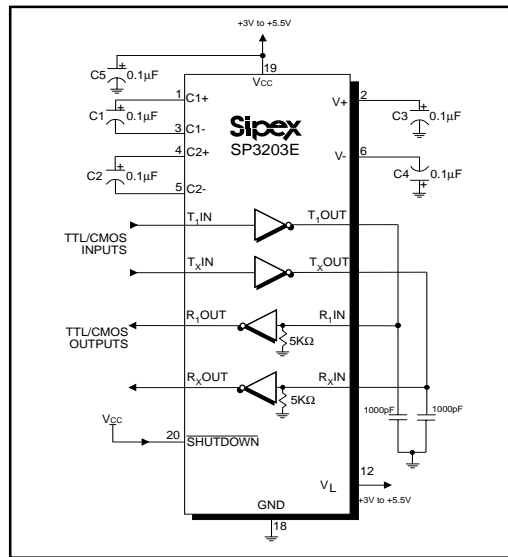 +3V to +5.5V
19
VCC
C5 + 0.1µF
1 C1+
C1 + 0.1µF
3 C1-
4 C2+
C2 + 0.1µF
5 C2-
Sipex
SP3203E
V+ 2
+
C3 0.1µF
V- 6
C4 0.1µF
+
T1IN T1OUT
TTL/CMOS
INPUTS
TXIN TXOUT
R1OUT R1IN
5KΩ
TTL/CMOS
OUTPUTS
RXOUT RXIN
5KΩ
1000pF 1000pF
VCC
20
SHUTDOWN
VL 12
+3V to +5.5V
GND
18